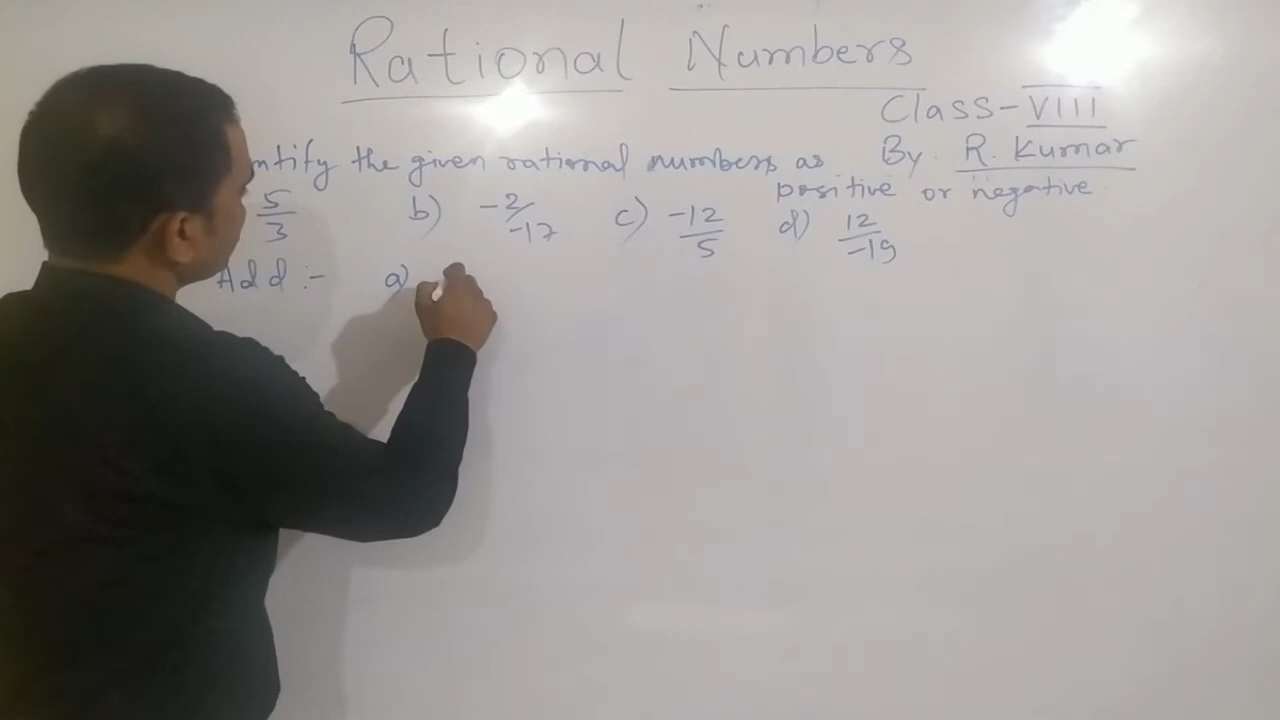 Rational Numbers
Class - VIII
By R. Kumar
ntify the given rational numbers as
positive or negative
5/3 b) -2/-17 c) -12/5 d) 12/-19
Add :- a)